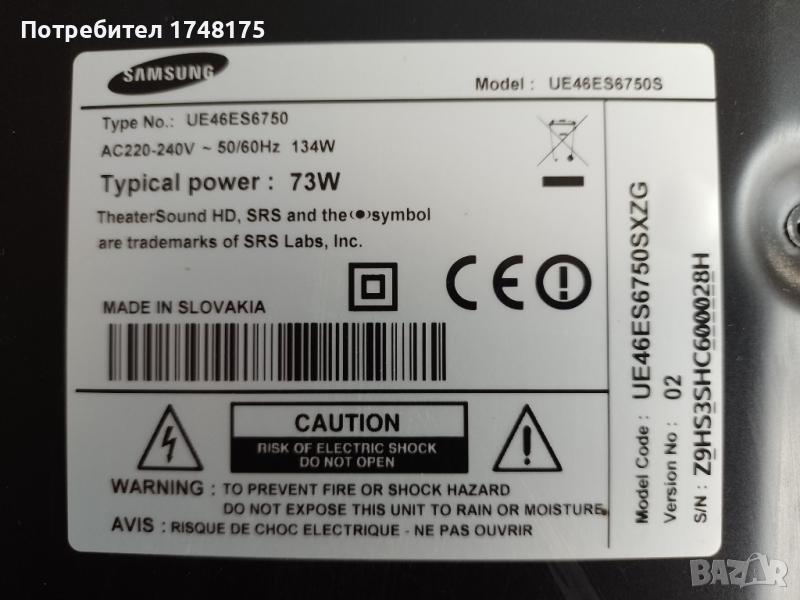 Потребител 1748175
SAMSUNG
Model : UE46ES6750S
Type No.: UE46ES6750
AC220-240V ~ 50/60Hz 134W
Typical power : 73W
TheaterSound HD, SRS and the (●) symbol
are trademarks of SRS Labs, Inc.
MADE IN SLOVAKIA
CE
CAUTION
RISK OF ELECTRIC SHOCK
DO NOT OPEN
WARNING : TO PREVENT FIRE OR SHOCK HAZARD
DO NOT EXPOSE THIS UNIT TO RAIN OR MOISTURE.
AVIS : RISQUE DE CHOC ELECTRIQUE - NE PAS OUVRIR
Model Code : UE46ES6750SXZG
Version No : 02
S/N : Z9HS3SHC600028H
BAZAR